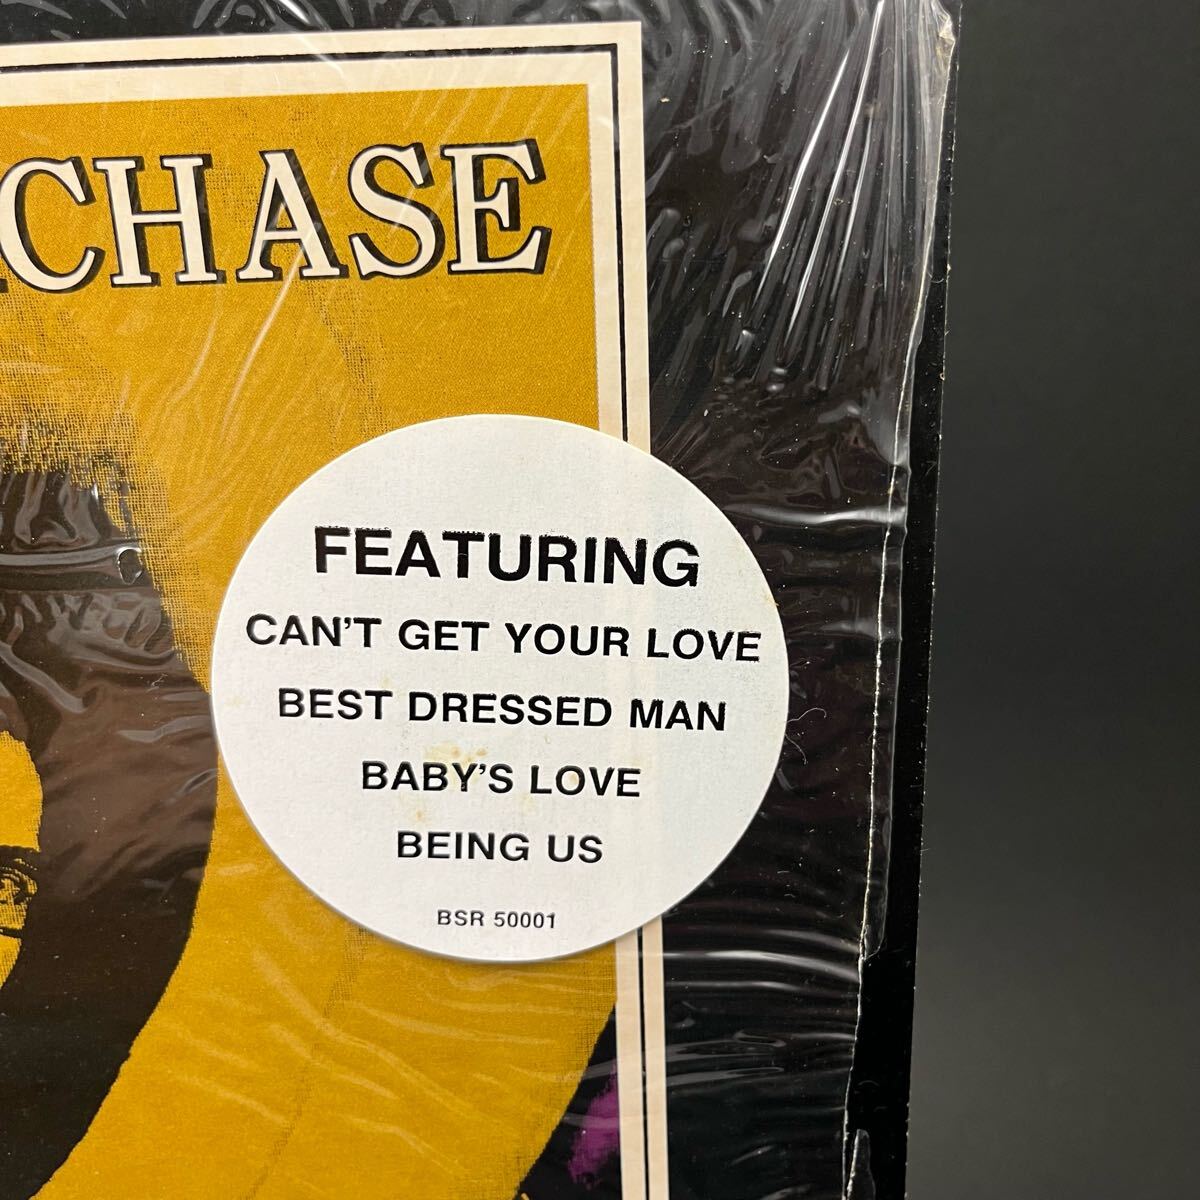 CHASE
FEATURING
CAN'T GET YOUR LOVE
BEST DRESSED MAN
BABY'S LOVE
BEING US
BSR 50001